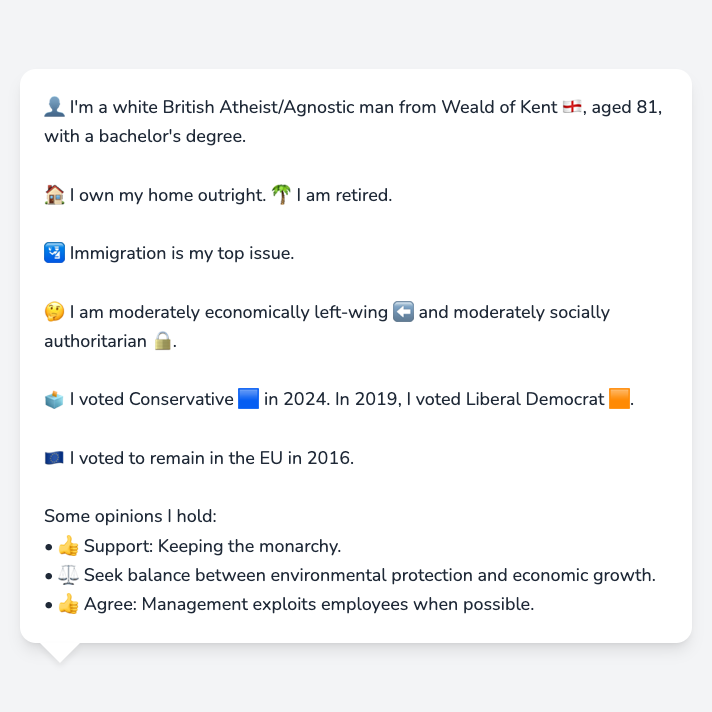 👤 I'm a white British Atheist/Agnostic man from Weald of Kent 🏴󠁧󠁢󠁥󠁮󠁧󠁿, aged 81,
with a bachelor's degree.
🏠 I own my home outright. 🌴 I am retired.
🛂 Immigration is my top issue.
🤔 I am moderately economically left-wing ⬅️ and moderately socially
authoritarian 🔒.
🗳️ I voted Conservative 🟦 in 2024. In 2019, I voted Liberal Democrat 🟧.
🇪🇺 I voted to remain in the EU in 2016.
Some opinions I hold:
• 👍 Support: Keeping the monarchy.
• ⚖️ Seek balance between environmental protection and economic growth.
• 👍 Agree: Management exploits employees when possible.